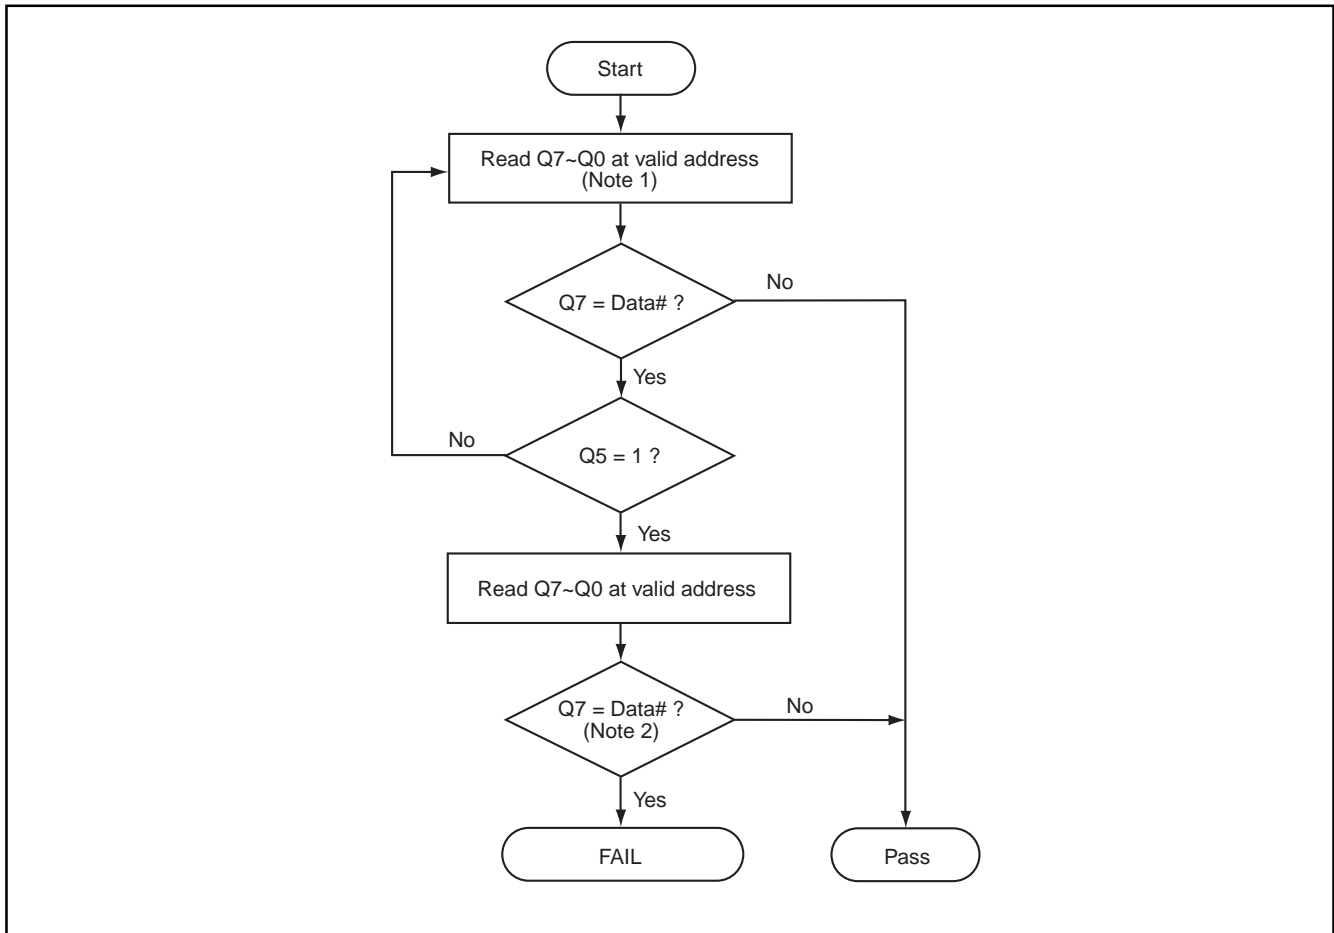 Start
Read Q7~Q0 at valid address
(Note 1)
Q7 = Data# ?
No
Yes
No
Q5 = 1 ?
Yes
Read Q7~Q0 at valid address
Q7 = Data# ?
(Note 2)
No
Yes
FAIL
Pass